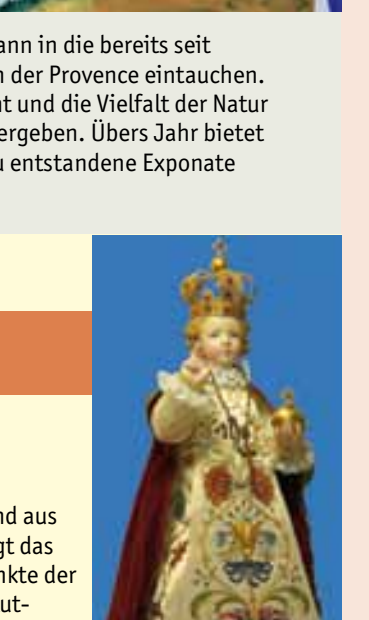 ann in die bereits seit
n der Provence eintauchen.
nt und die Vielfalt der Natur
ergeben. Übers Jahr bietet
u entstandene Exponate
nd aus
gt das
nkte der
ut-